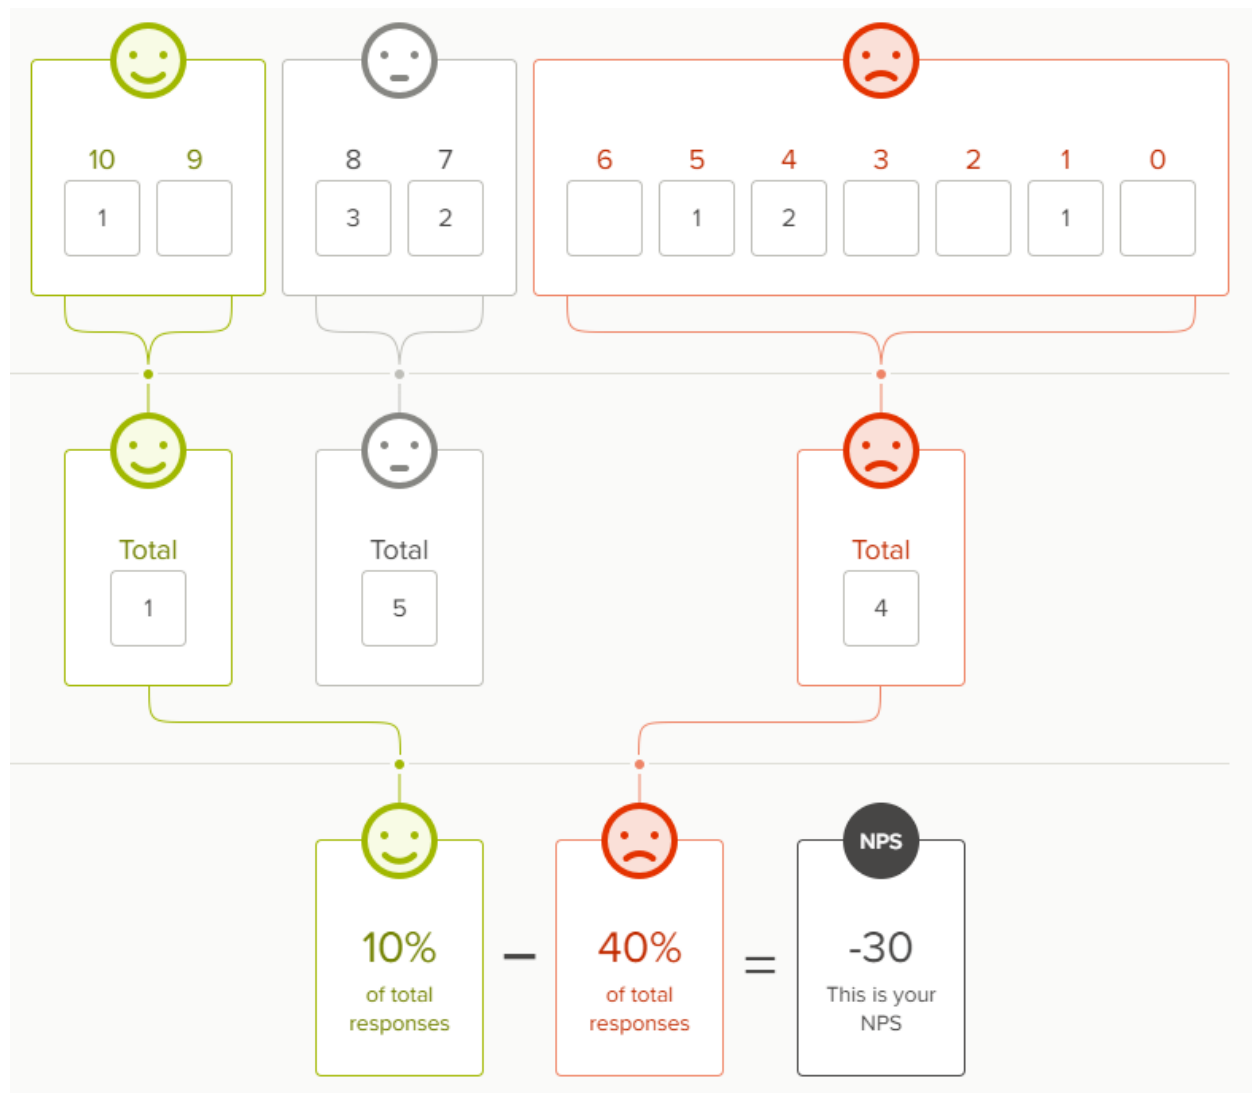 10 9 8 7 6 5 4 3 2 1 0
1 3 2 1 2 1
Total Total Total
1 5 4
NPS
10% − 40% = -30
of total of total This is your
responses responses NPS